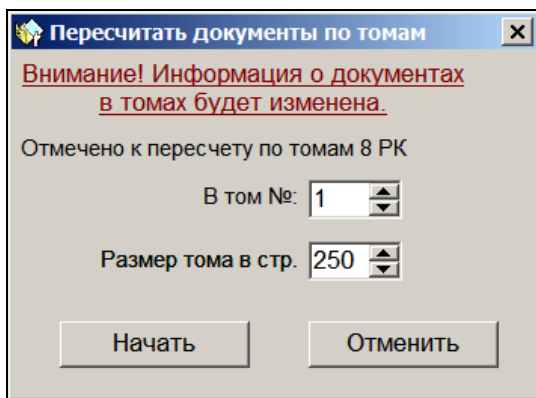 Пересчитать документы по томам
Внимание! Информация о документах
в томах будет изменена.
Отмечено к пересчету по томам 8 РК
В том №: 1
Размер тома в стр. 250
Начать Отменить